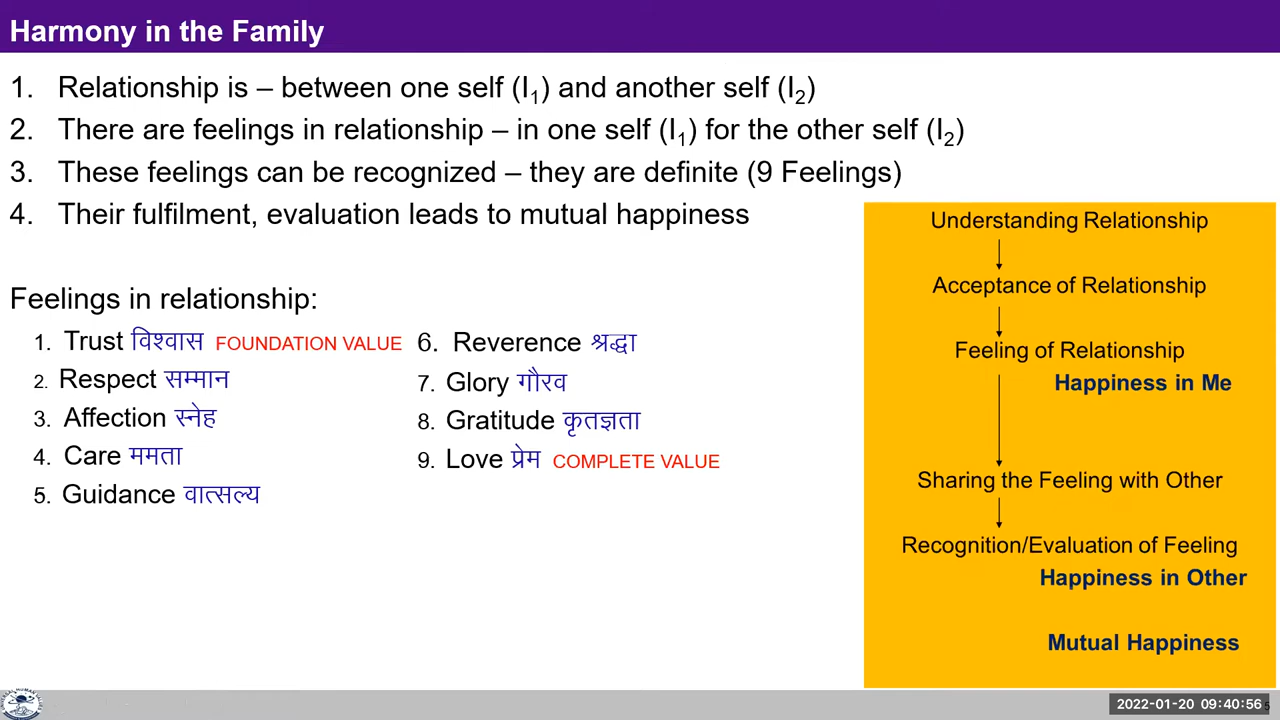 Harmony in the Family
1. Relationship is – between one self (I1) and another self (I2)
2. There are feelings in relationship – in one self (I1) for the other self (I2)
3. These feelings can be recognized – they are definite (9 Feelings)
4. Their fulfilment, evaluation leads to mutual happiness
Feelings in relationship:
1. Trust विश्वास FOUNDATION VALUE
2. Respect सम्मान
3. Affection स्नेह
4. Care ममता
5. Guidance वात्सल्य
6. Reverence श्रद्धा
7. Glory गौरव
8. Gratitude कृतज्ञता
9. Love प्रेम COMPLETE VALUE
Understanding Relationship
Acceptance of Relationship
Feeling of Relationship
Happiness in Me
Sharing the Feeling with Other
Recognition/Evaluation of Feeling
Happiness in Other
Mutual Happiness
2022-01-20 09:40:56
5